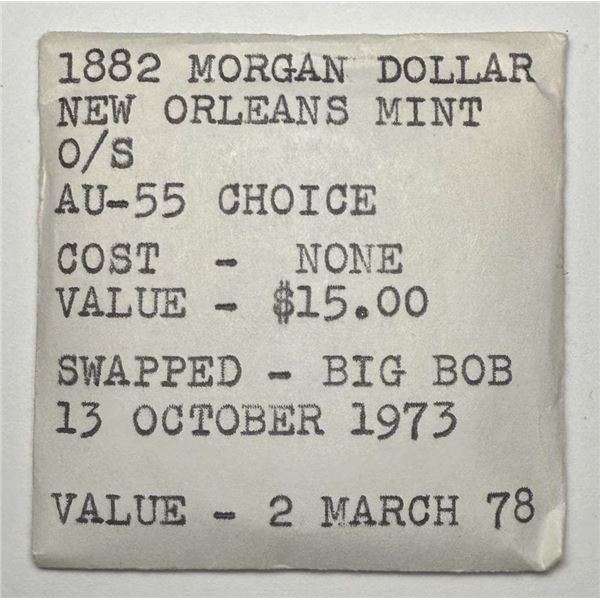 1882 MORGAN DOLLAR
NEW ORLEANS MINT
O/S
AU-55 CHOICE
COST - NONE
VALUE - $15.00
SWAPPED - BIG BOB
13 OCTOBER 1973
VALUE - 2 MARCH 78